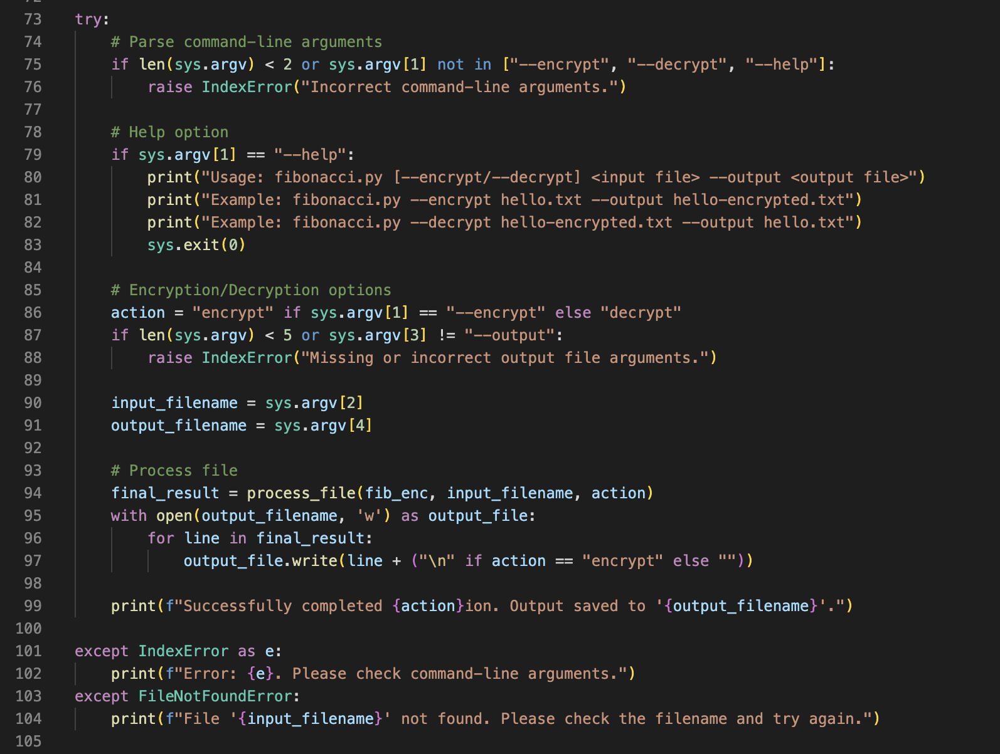 72
73 try:
74     # Parse command-line arguments
75     if len(sys.argv) < 2 or sys.argv[1] not in ["--encrypt", "--decrypt", "--help"]:
76         raise IndexError("Incorrect command-line arguments.")
77
78     # Help option
79     if sys.argv[1] == "--help":
80         print("Usage: fibonacci.py [--encrypt/--decrypt] <input file> --output <output file>")
81         print("Example: fibonacci.py --encrypt hello.txt --output hello-encrypted.txt")
82         print("Example: fibonacci.py --decrypt hello-encrypted.txt --output hello.txt")
83         sys.exit(0)
84
85     # Encryption/Decryption options
86     action = "encrypt" if sys.argv[1] == "--encrypt" else "decrypt"
87     if len(sys.argv) < 5 or sys.argv[3] != "--output":
88         raise IndexError("Missing or incorrect output file arguments.")
89
90     input_filename = sys.argv[2]
91     output_filename = sys.argv[4]
92
93     # Process file
94     final_result = process_file(fib_enc, input_filename, action)
95     with open(output_filename, 'w') as output_file:
96         for line in final_result:
97             output_file.write(line + ("\n" if action == "encrypt" else ""))
98
99     print(f"Successfully completed {action}ion. Output saved to '{output_filename}'.")
100
101 except IndexError as e:
102     print(f"Error: {e}. Please check command-line arguments.")
103 except FileNotFoundError:
104     print(f"File '{input_filename}' not found. Please check the filename and try again.")
105